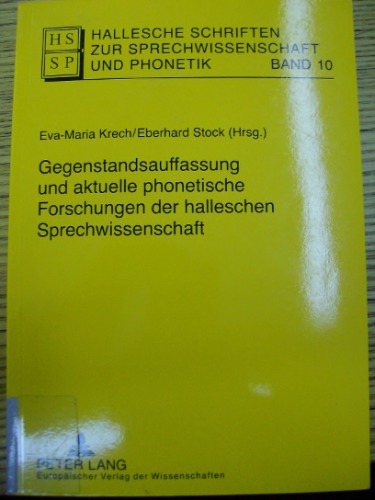 HS
SP
HALLESCHE SCHRIFTEN
ZUR SPRECHWISSENSCHAFT
UND PHONETIK BAND 10
Eva-Maria Krech/Eberhard Stock (Hrsg.)
Gegenstandsauffassung
und aktuelle phonetische
Forschungen der halleschen
Sprechwissenschaft
PETER LANG
Europäischer Verlag der Wissenschaften